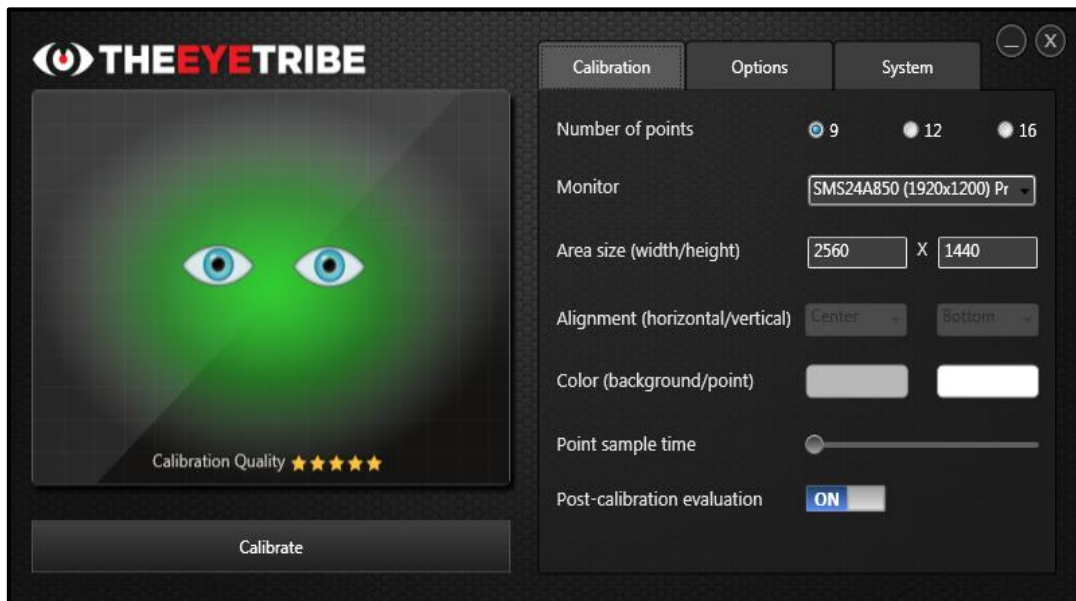 THEEYETRIBE
Calibration Options System
Number of points 9 12 16
Monitor SMS24A850 (1920x1200) Pr
Area size (width/height) 2560 X 1440
Alignment (horizontal/vertical) Center Bottom
Color (background/point)
Point sample time
Post-calibration evaluation ON
Calibration Quality
Calibrate